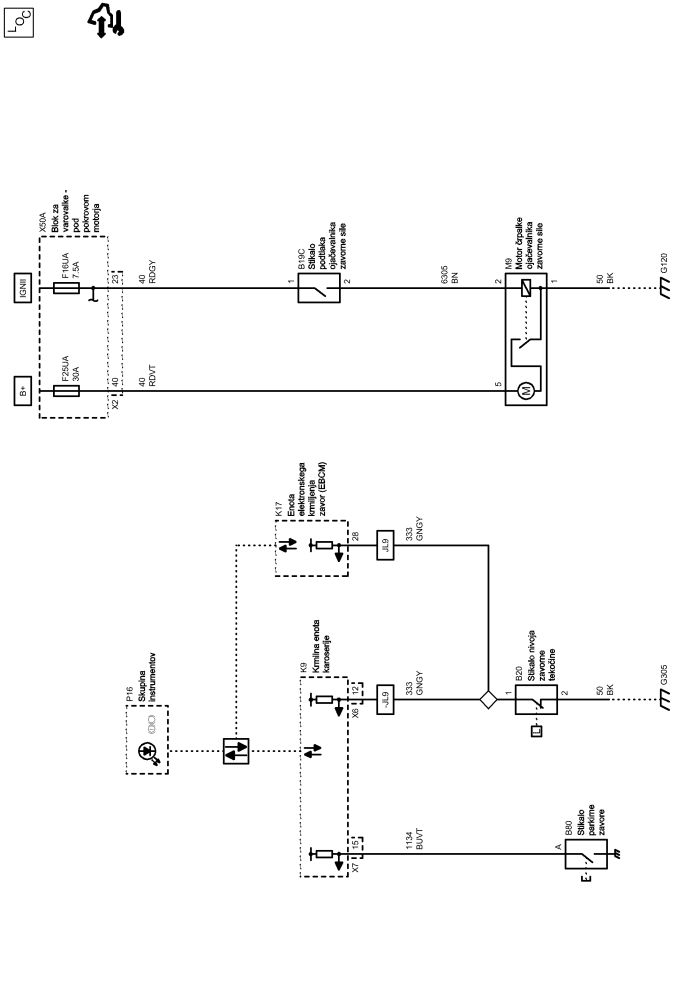 LOC
P16
Skupina
instrumentov
B+
IGNII
X50A
Blok za
varovalke -
pod
pokrovom
motorja
F25UA
30A
F16UA
7.5A
X2
40
23
40
RDVT
40
RDGY
K17
Enota
elektronskega
krmiljenja
zavor (EBCM)
28
K9
Krmilna enota
karoserije
X7
15
X6
12
B19C
Stikalo
podtlaka
ojačevalnika
zavorne sile
1
2
-JL9
JL9
1134
BUVT
333
GNGY
333
GNGY
6305
BN
B20
Stikalo nivoja
zavorne
tekočine
1
2
L
M9
Motor črpalke
ojačevalnika
zavorne sile
5
2
M
1
B80
Stikalo
parkirne
zavore
A
50
BK
50
BK
G305
G120